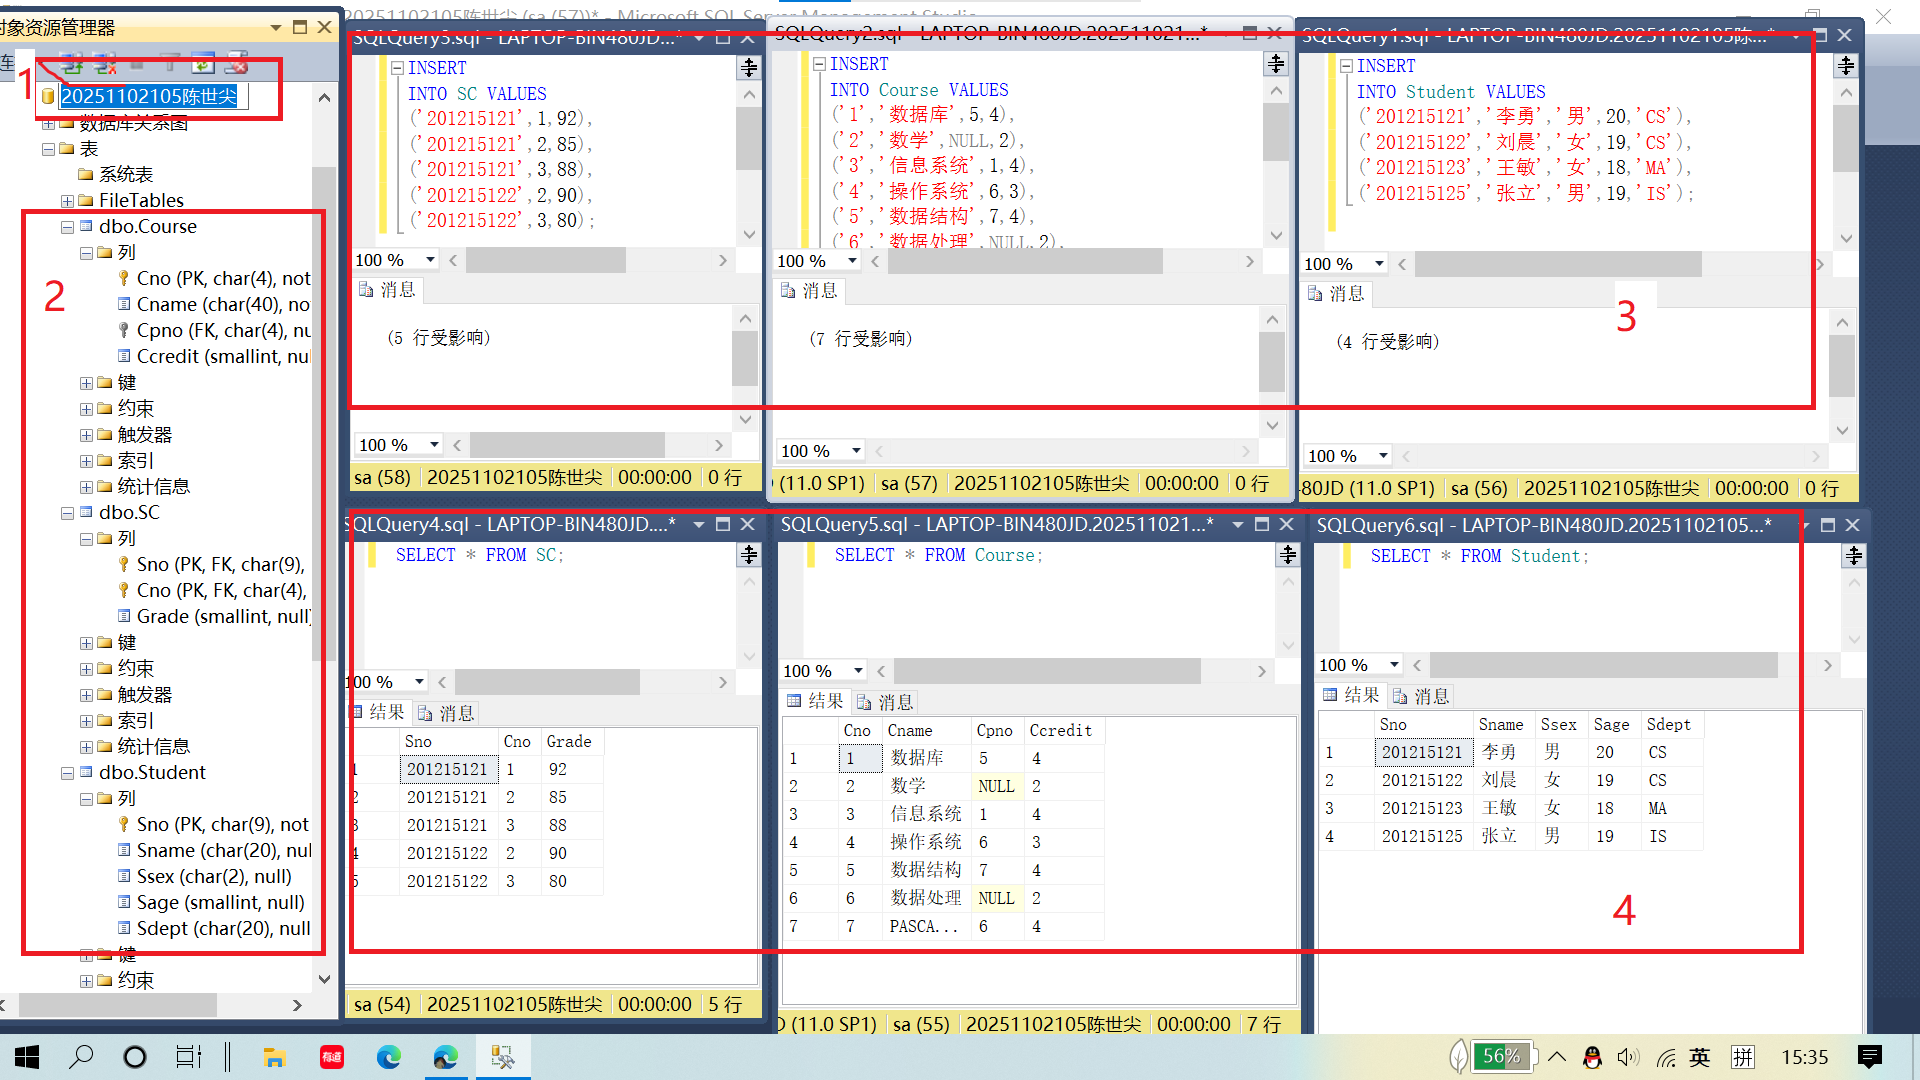 对象资源管理器
连
1
20251102105陈世尖
数据库关系图
表
系统表
FileTables
2
dbo.Course
列
Cno (PK, char(4), not
Cname (char(40), no
Cpno (FK, char(4), nu
Ccredit (smallint, nul
键
约束
触发器
索引
统计信息
dbo.SC
列
Sno (PK, FK, char(9),
Cno (PK, FK, char(4),
Grade (smallint, null)
键
约束
触发器
索引
统计信息
dbo.Student
列
Sno (PK, char(9), not
Sname (char(20), nul
Ssex (char(2), null)
Sage (smallint, null)
Sdept (char(20), null
键
约束
20251102105陈世尖 (sa (57))* - Microsoft SQL Server Management Studio
SQLQuery3.sql - LAPTOP-BIN480JD....*
INSERT
INTO SC VALUES
('201215121',1,92),
('201215121',2,85),
('201215121',3,88),
('201215122',2,90),
('201215122',3,80);
100 %
消息
(5 行受影响)
100 %
sa (58) 20251102105陈世尖 00:00:00 0 行
SQLQuery2.sql - LAPTOP-BIN480JD.202511021...*
INSERT
INTO Course VALUES
('1','数据库',5,4),
('2','数学',NULL,2),
('3','信息系统',1,4),
('4','操作系统',6,3),
('5','数据结构',7,4),
('6','数据处理',NULL,2),
100 %
消息
(7 行受影响)
100 %
(11.0 SP1) sa (57) 20251102105陈世尖 00:00:00 0 行
SQLQuery1.sql - LAPTOP-BIN480JD.20251102105陈...*
INSERT
INTO Student VALUES
('201215121','李勇','男',20,'CS'),
('201215122','刘晨','女',19,'CS'),
('201215123','王敏','女',18,'MA'),
('201215125','张立','男',19,'IS');
100 %
消息
3
(4 行受影响)
100 %
480JD (11.0 SP1) sa (56) 20251102105陈世尖 00:00:00 0 行
SQLQuery4.sql - LAPTOP-BIN480JD....*
SELECT * FROM SC;
100 %
结果 消息
Sno Cno Grade
1 201215121 1 92
2 201215121 2 85
3 201215121 3 88
4 201215122 2 90
5 201215122 3 80
sa (54) 20251102105陈世尖 00:00:00 5 行
SQLQuery5.sql - LAPTOP-BIN480JD.202511021...*
SELECT * FROM Course;
100 %
结果 消息
Cno Cname Cpno Ccredit
1 1 数据库 5 4
2 2 数学 NULL 2
3 3 信息系统 1 4
4 4 操作系统 6 3
5 5 数据结构 7 4
6 6 数据处理 NULL 2
7 7 PASCA... 6 4
D (11.0 SP1) sa (55) 20251102105陈世尖 00:00:00 7 行
SQLQuery6.sql - LAPTOP-BIN480JD.20251102105...*
SELECT * FROM Student;
100 %
结果 消息
Sno Sname Ssex Sage Sdept
1 201215121 李勇 男 20 CS
2 201215122 刘晨 女 19 CS
3 201215123 王敏 女 18 MA
4 201215125 张立 男 19 IS
4
有道
56%
英
拼
15:35